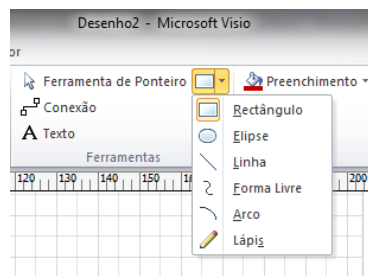 Desenho2 - Microsoft Visio
or
Ferramenta de Ponteiro
Preenchimento
Conexão
A Texto
Ferramentas
Rectângulo
Elipse
Linha
Forma Livre
Arco
Lápis
120 130 140 150 16 200